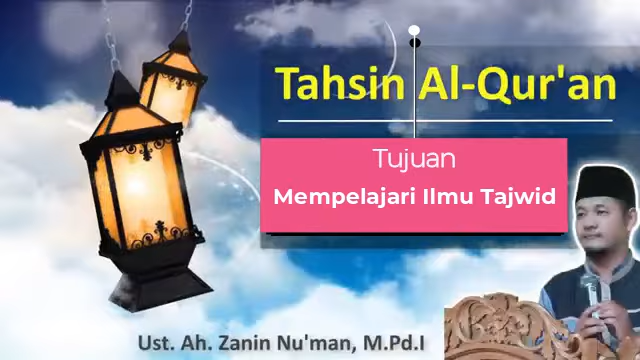 Tahsin Al-Qur'an
Tujuan
Mempelajari Ilmu Tajwid
Ust. Ah. Zanin Nu'man, M.Pd.I